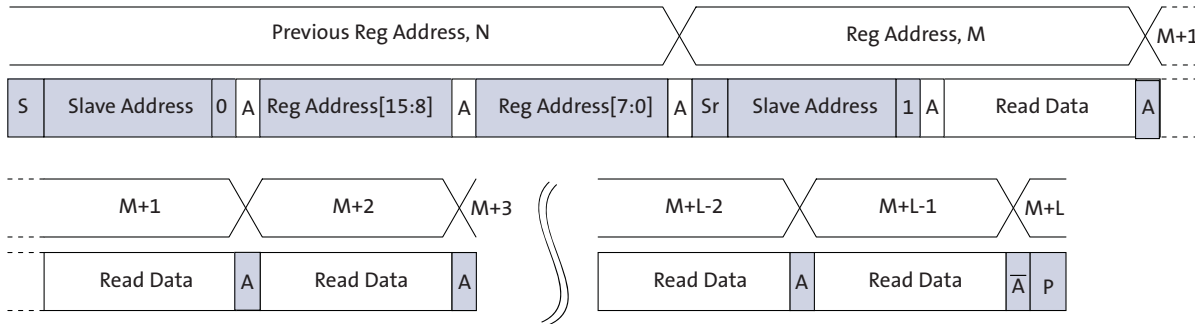 Previous Reg Address, N Reg Address, M M+1
S Slave Address 0 A Reg Address[15:8] A Reg Address[7:0] A Sr Slave Address 1 A Read Data A
M+1 M+2 M+3 M+L-2 M+L-1 M+L
Read Data A Read Data A Read Data A Read Data A̅ P